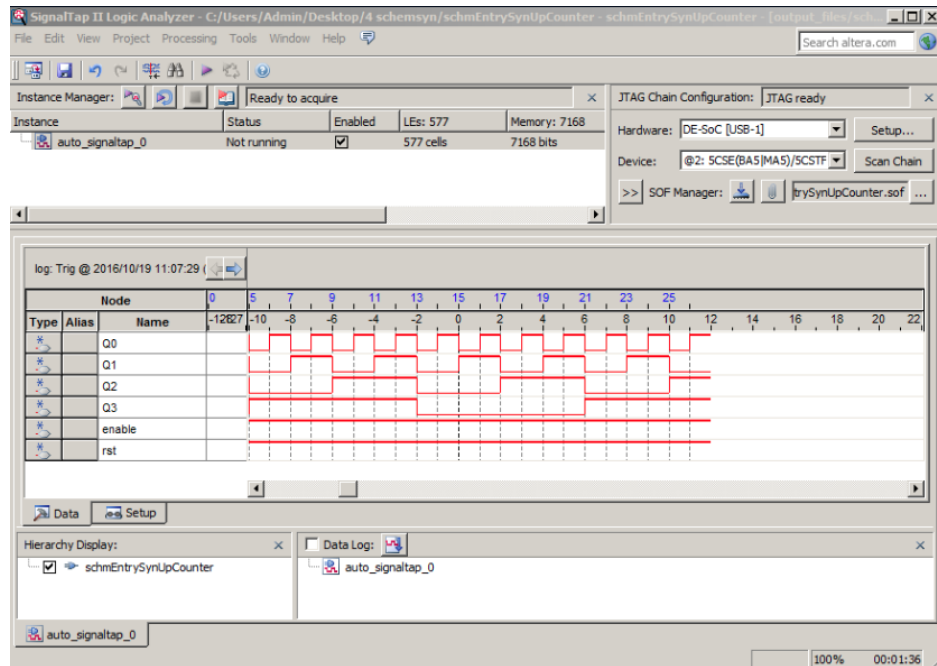 SignalTap II Logic Analyzer - C:/Users/Admin/Desktop/4 schemsyn/schmEntrySynUpCounter - schmEntrySynUpCounter - [output_files/sch...
File Edit View Project Processing Tools Window Help
Search altera.com
Instance Manager: Ready to acquire
JTAG Chain Configuration: JTAG ready
Instance Status Enabled LEs: 577 Memory: 7168
auto_signaltap_0 Not running 577 cells 7168 bits
Hardware: DE-SoC [USB-1] Setup...
Device: @2: 5CSE(BA5|MA5)/5CSTF Scan Chain
>> SOF Manager: trySynUpCounter.sof ...
log: Trig @ 2016/10/19 11:07:29 (
Node 0 5 7 9 11 13 15 17 19 21 23 25
Type Alias Name -10 -8 -6 -4 -2 0 2 4 6 8 10 12 14 16 18 20 22
Q0
Q1
Q2
Q3
enable
rst
Data Setup
Hierarchy Display: Data Log:
schmEntrySynUpCounter auto_signaltap_0
auto_signaltap_0
100% 00:01:36